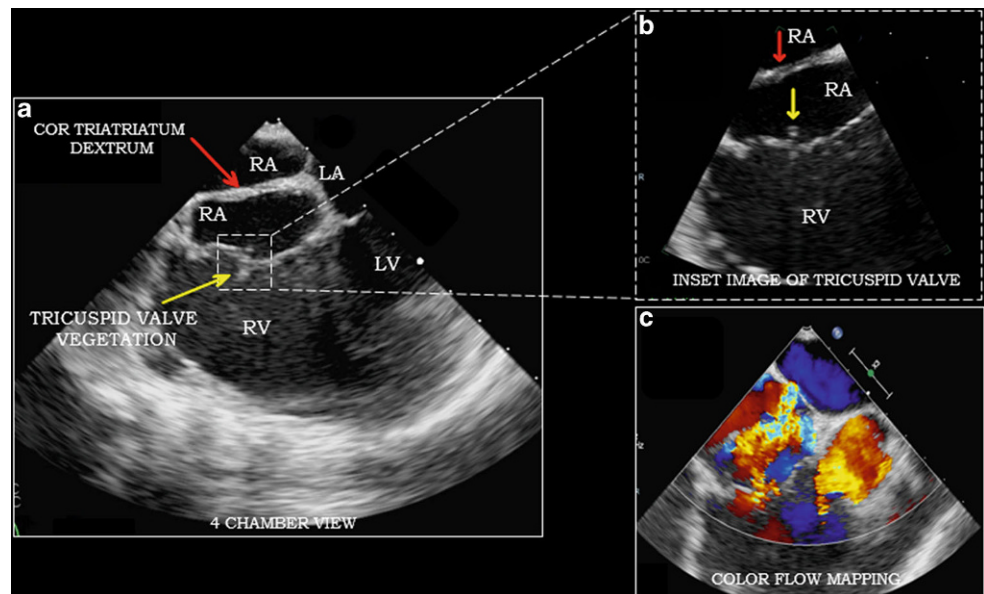 a
COR TRIATRIATUM
DEXTRUM
RA
LA
RA
LV
TRICUSPID VALVE
VEGETATION
RV
4 CHAMBER VIEW
b
RA
RA
RV
INSET IMAGE OF TRICUSPID VALVE
c
COLOR FLOW MAPPING